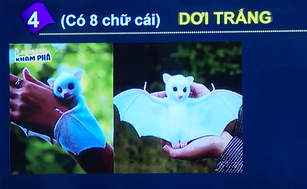 4 (Có 8 chữ cái) DƠI TRẮNG
KHÁM PHÁ